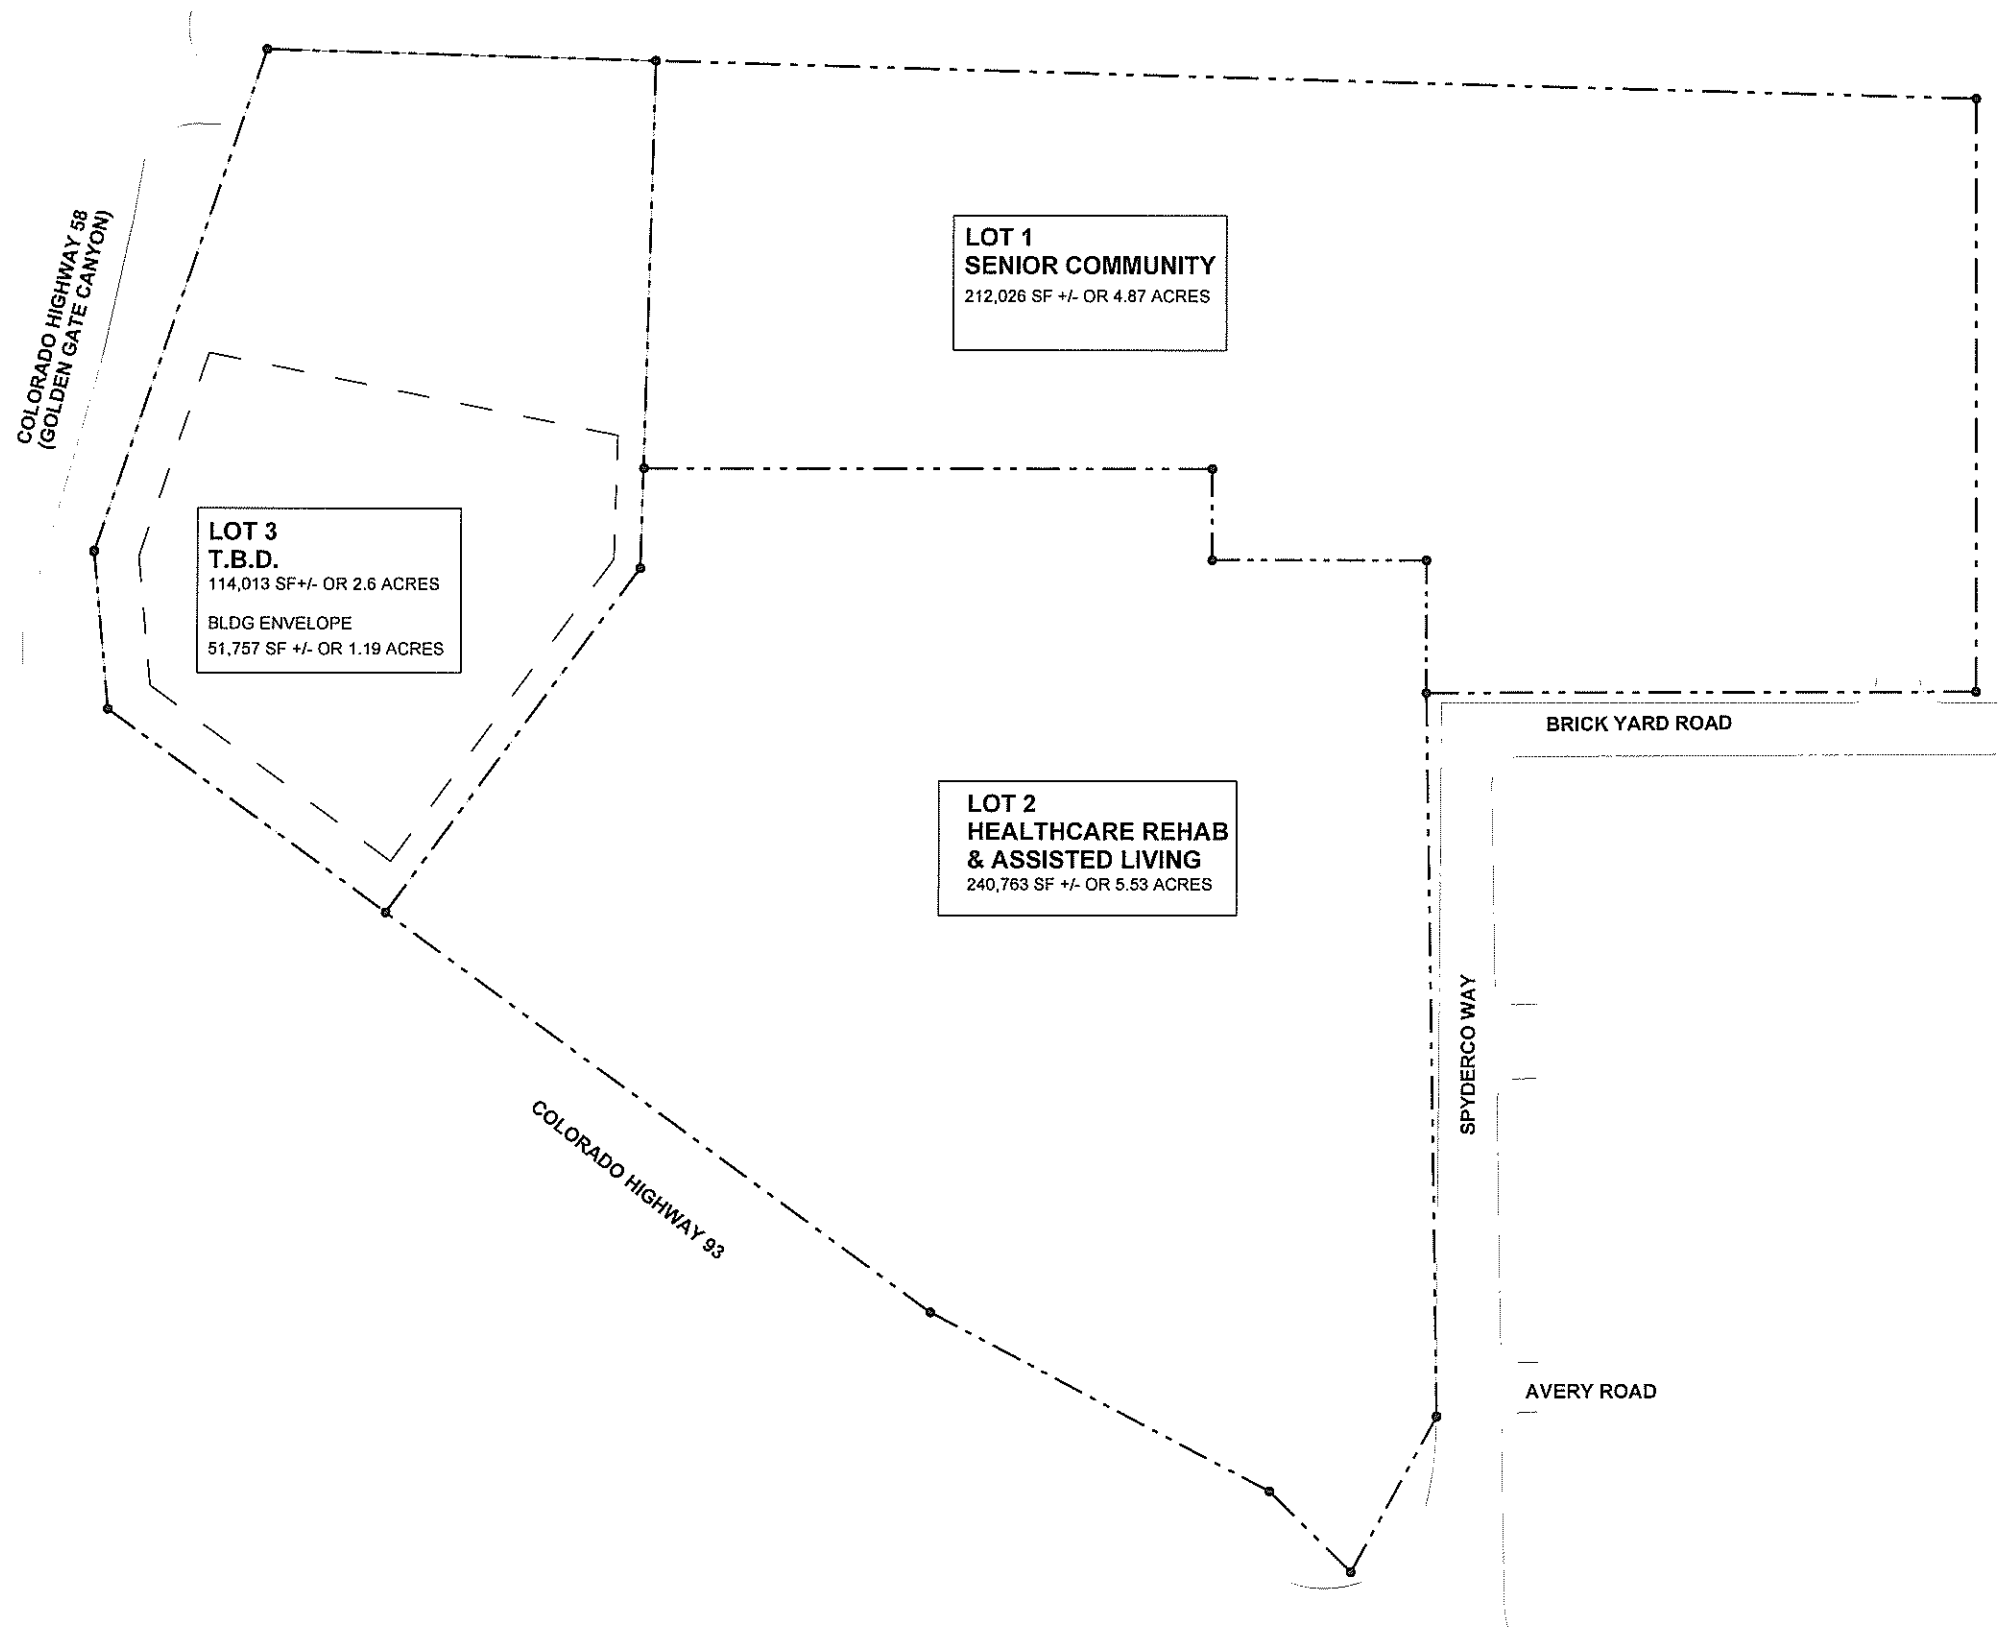 COLORADO HIGHWAY 58
(GOLDEN GATE CANYON)
LOT 1
SENIOR COMMUNITY
212,026 SF +/- OR 4.87 ACRES
LOT 3
T.B.D.
114,013 SF+/- OR 2.6 ACRES
BLDG ENVELOPE
51,757 SF +/- OR 1.19 ACRES
BRICK YARD ROAD
LOT 2
HEALTHCARE REHAB
& ASSISTED LIVING
240,763 SF +/- OR 5.53 ACRES
SPYDERCO WAY
COLORADO HIGHWAY 93
AVERY ROAD